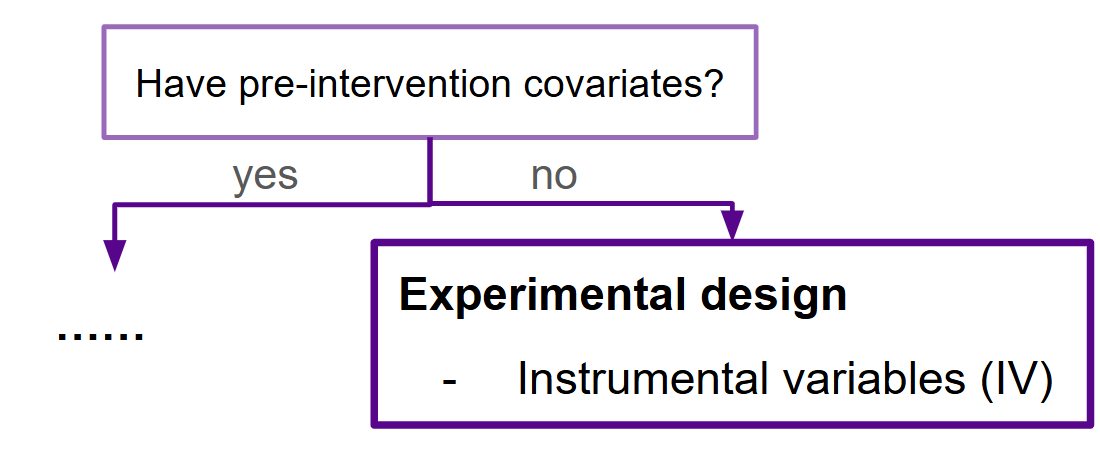 Have pre-intervention covariates?
yes
no
Experimental design
......
- Instrumental variables (IV)